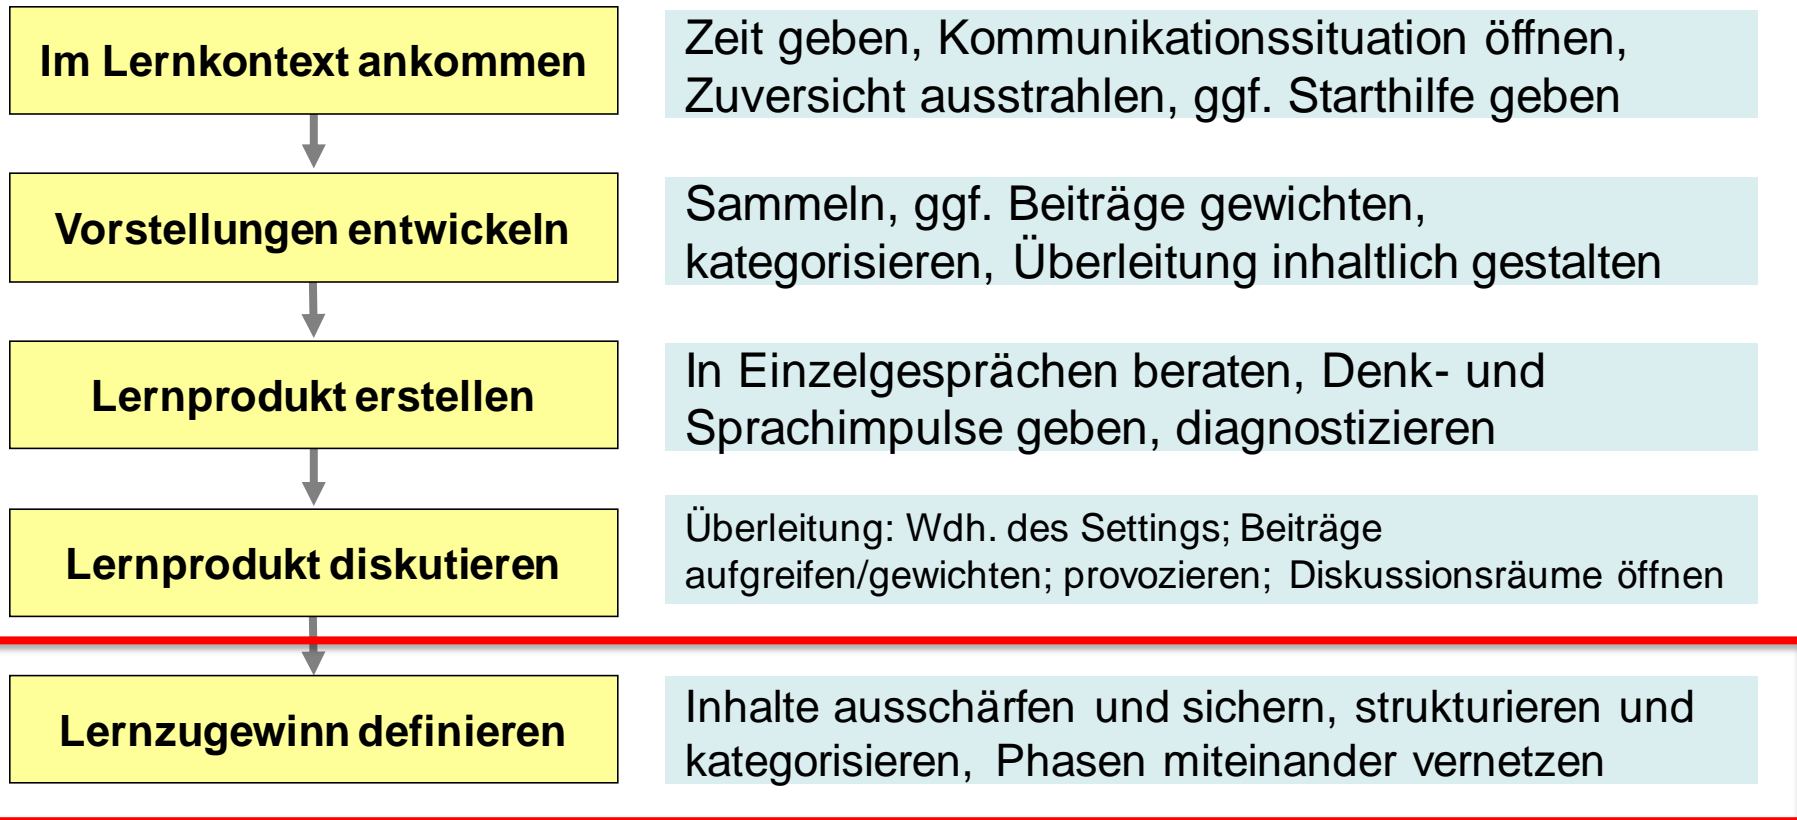 Im Lernkontext ankommen
Zeit geben, Kommunikationssituation öffnen,
Zuversicht ausstrahlen, ggf. Starthilfe geben
Vorstellungen entwickeln
Sammeln, ggf. Beiträge gewichten,
kategorisieren, Überleitung inhaltlich gestalten
Lernprodukt erstellen
In Einzelgesprächen beraten, Denk- und
Sprachimpulse geben, diagnostizieren
Lernprodukt diskutieren
Überleitung: Wdh. des Settings; Beiträge
aufgreifen/gewichten; provozieren; Diskussionsräume öffnen
Lernzugewinn definieren
Inhalte ausschärfen und sichern, strukturieren und
kategorisieren, Phasen miteinander vernetzen